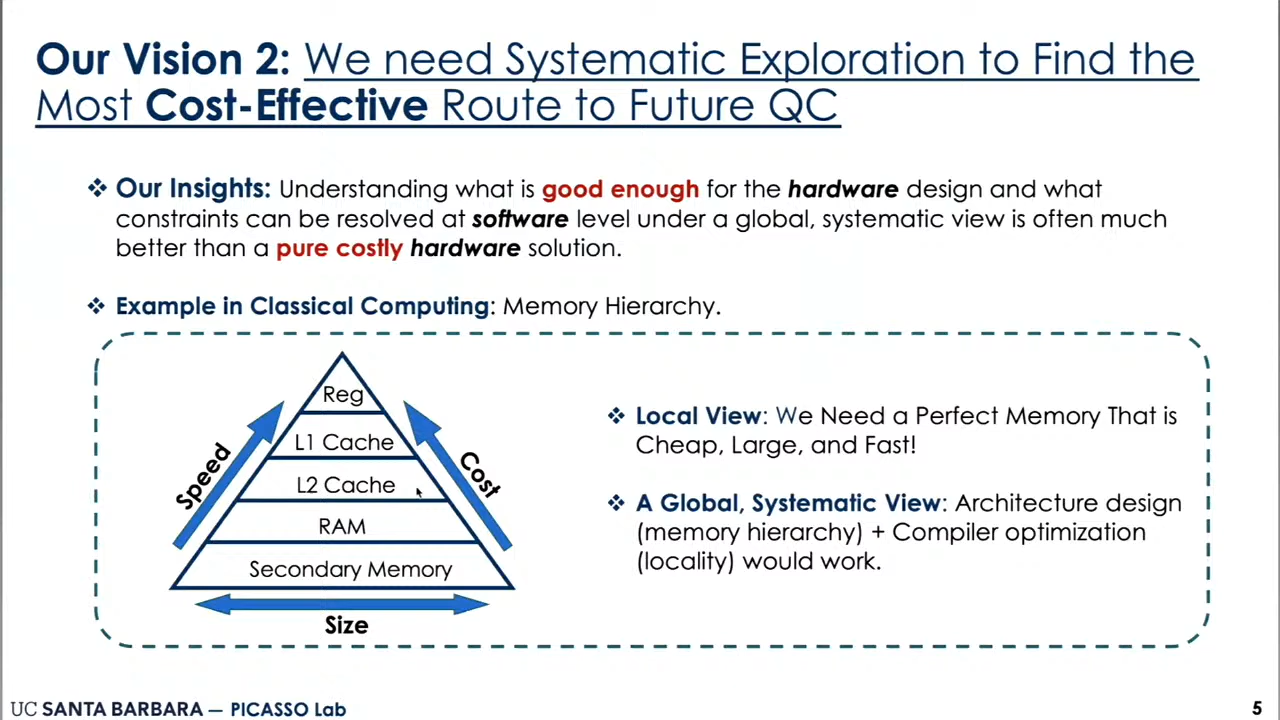 Our Vision 2: We need Systematic Exploration to Find the
Most Cost-Effective Route to Future QC
❖ Our Insights: Understanding what is good enough for the hardware design and what
constraints can be resolved at software level under a global, systematic view is often much
better than a pure costly hardware solution.
❖ Example in Classical Computing: Memory Hierarchy.
Reg
L1 Cache
L2 Cache
RAM
Secondary Memory
Speed
Cost
Size
❖ Local View: We Need a Perfect Memory That is
Cheap, Large, and Fast!
❖ A Global, Systematic View: Architecture design
(memory hierarchy) + Compiler optimization
(locality) would work.
UC SANTA BARBARA — PICASSO Lab
5